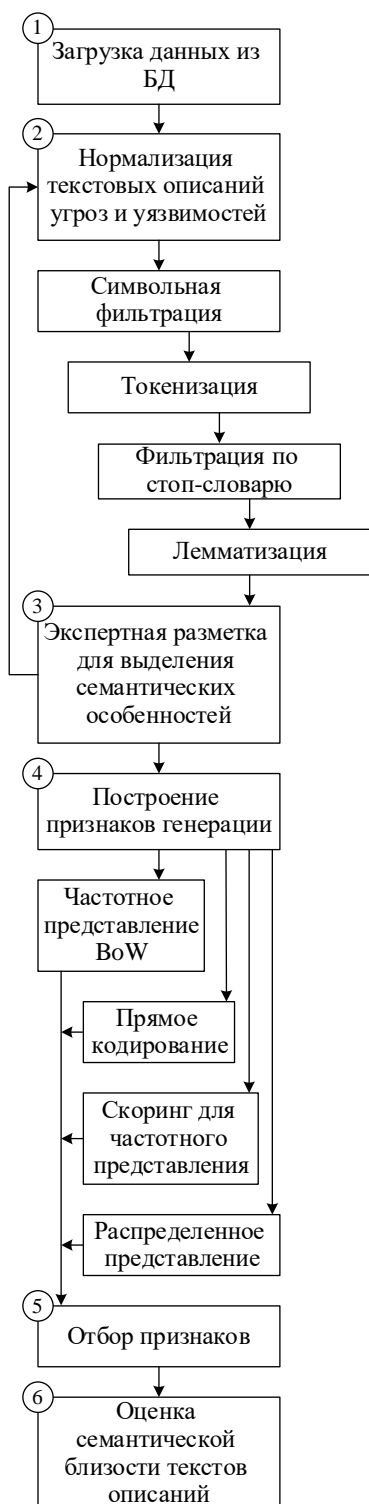 1
Загрузка данных из
БД
2
Нормализация
текстовых описаний
угроз и уязвимостей
Символьная
фильтрация
Токенизация
Фильтрация по
стоп-словарю
Лемматизация
3
Экспертная разметка
для выделения
семантических
особенностей
4
Построение
признаков генерации
Частотное
представление
BoW
Прямое
кодирование
Скоринг для
частотного
представления
Распределенное
представление
5
Отбор признаков
6
Оценка
семантической
близости текстов
описаний